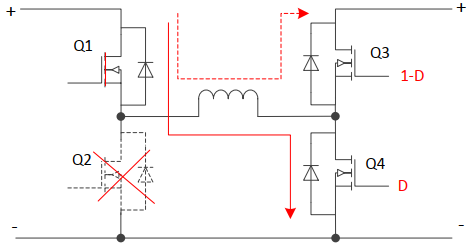 + +
Q1 Q3
1-D
Q2 Q4
D
- -